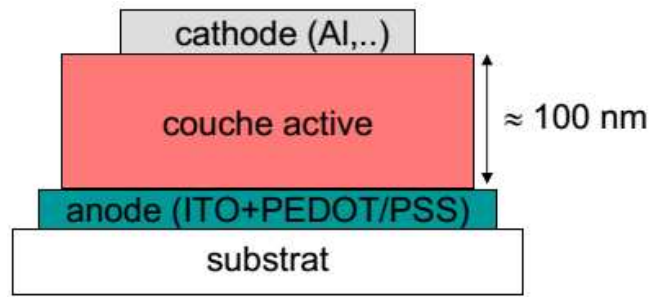 cathode (Al,..)
couche active
≈ 100 nm
anode (ITO+PEDOT/PSS)
substrat